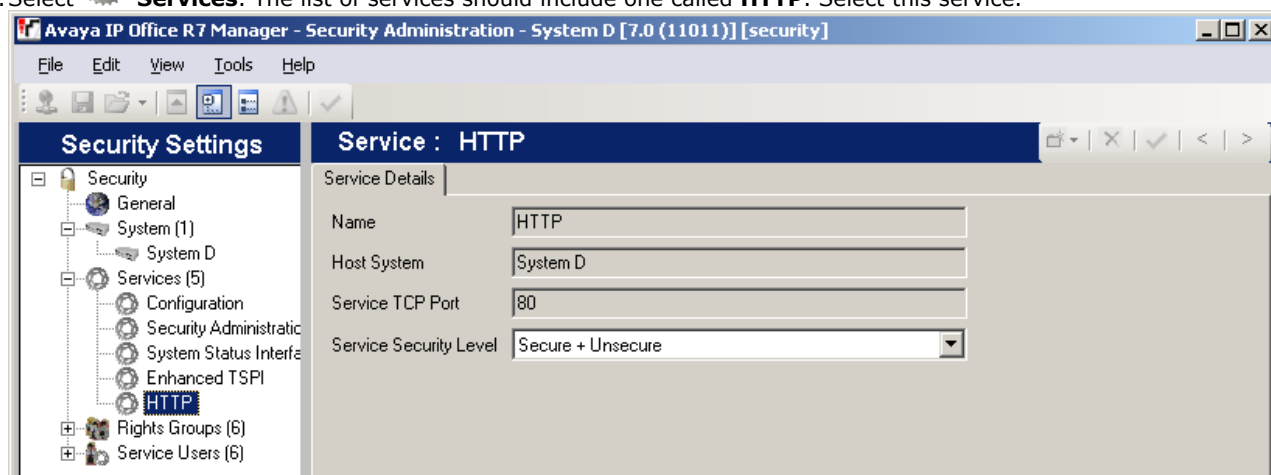 Select Services. The list of services should include one called HTTP. Select this service.
Avaya IP Office R7 Manager - Security Administration - System D [7.0 (11011)] [security]
File Edit View Tools Help
Security Settings
Service : HTTP
Security
General
System (1)
System D
Services (5)
Configuration
Security Administratic
System Status Interfa
Enhanced TSPI
HTTP
Rights Groups (6)
Service Users (6)
Service Details
Name HTTP
Host System System D
Service TCP Port 80
Service Security Level Secure + Unsecure